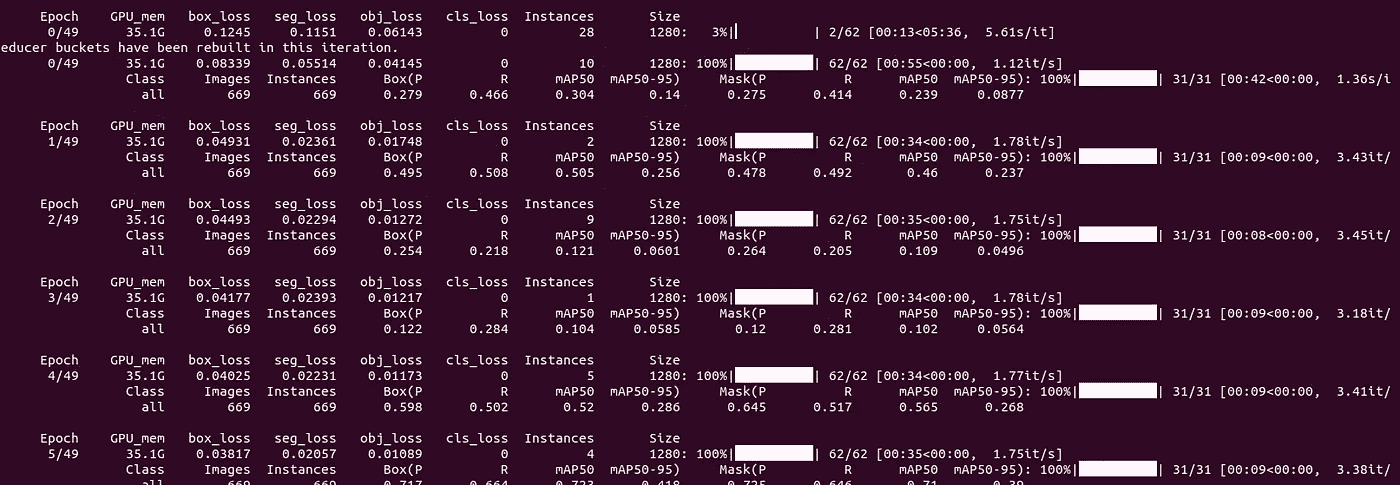 Epoch GPU_mem box_loss seg_loss obj_loss cls_loss Instances Size
0/49 35.1G 0.1245 0.1151 0.06143 0 28 1280: 3%| | 2/62 [00:13<05:36, 5.61s/it]
educer buckets have been rebuilt in this iteration.
0/49 35.1G 0.08339 0.05514 0.04145 0 10 1280: 100%| | 62/62 [00:55<00:00, 1.12it/s]
Class Images Instances Box(P R mAP50 mAP50-95) Mask(P R mAP50 mAP50-95): 100%| | 31/31 [00:42<00:00, 1.36s/i
all 669 669 0.279 0.466 0.304 0.14 0.275 0.414 0.239 0.0877
Epoch GPU_mem box_loss seg_loss obj_loss cls_loss Instances Size
1/49 35.1G 0.04931 0.02361 0.01748 0 2 1280: 100%| | 62/62 [00:34<00:00, 1.78it/s]
Class Images Instances Box(P R mAP50 mAP50-95) Mask(P R mAP50 mAP50-95): 100%| | 31/31 [00:09<00:00, 3.43it/
all 669 669 0.495 0.508 0.505 0.256 0.478 0.492 0.46 0.237
Epoch GPU_mem box_loss seg_loss obj_loss cls_loss Instances Size
2/49 35.1G 0.04493 0.02294 0.01272 0 9 1280: 100%| | 62/62 [00:35<00:00, 1.75it/s]
Class Images Instances Box(P R mAP50 mAP50-95) Mask(P R mAP50 mAP50-95): 100%| | 31/31 [00:08<00:00, 3.45it/
all 669 669 0.254 0.218 0.121 0.0601 0.264 0.205 0.109 0.0496
Epoch GPU_mem box_loss seg_loss obj_loss cls_loss Instances Size
3/49 35.1G 0.04177 0.02393 0.01217 0 1 1280: 100%| | 62/62 [00:34<00:00, 1.78it/s]
Class Images Instances Box(P R mAP50 mAP50-95) Mask(P R mAP50 mAP50-95): 100%| | 31/31 [00:09<00:00, 3.18it/
all 669 669 0.122 0.284 0.104 0.0585 0.12 0.281 0.102 0.0564
Epoch GPU_mem box_loss seg_loss obj_loss cls_loss Instances Size
4/49 35.1G 0.04025 0.02231 0.01173 0 5 1280: 100%| | 62/62 [00:34<00:00, 1.77it/s]
Class Images Instances Box(P R mAP50 mAP50-95) Mask(P R mAP50 mAP50-95): 100%| | 31/31 [00:09<00:00, 3.41it/
all 669 669 0.598 0.502 0.52 0.286 0.645 0.517 0.565 0.268
Epoch GPU_mem box_loss seg_loss obj_loss cls_loss Instances Size
5/49 35.1G 0.03817 0.02057 0.01089 0 4 1280: 100%| | 62/62 [00:35<00:00, 1.75it/s]
Class Images Instances Box(P R mAP50 mAP50-95) Mask(P R mAP50 mAP50-95): 100%| | 31/31 [00:09<00:00, 3.38it/
all 669 669 0.717 0.664 0.723 0.418 0.725 0.646 0.71 0.39